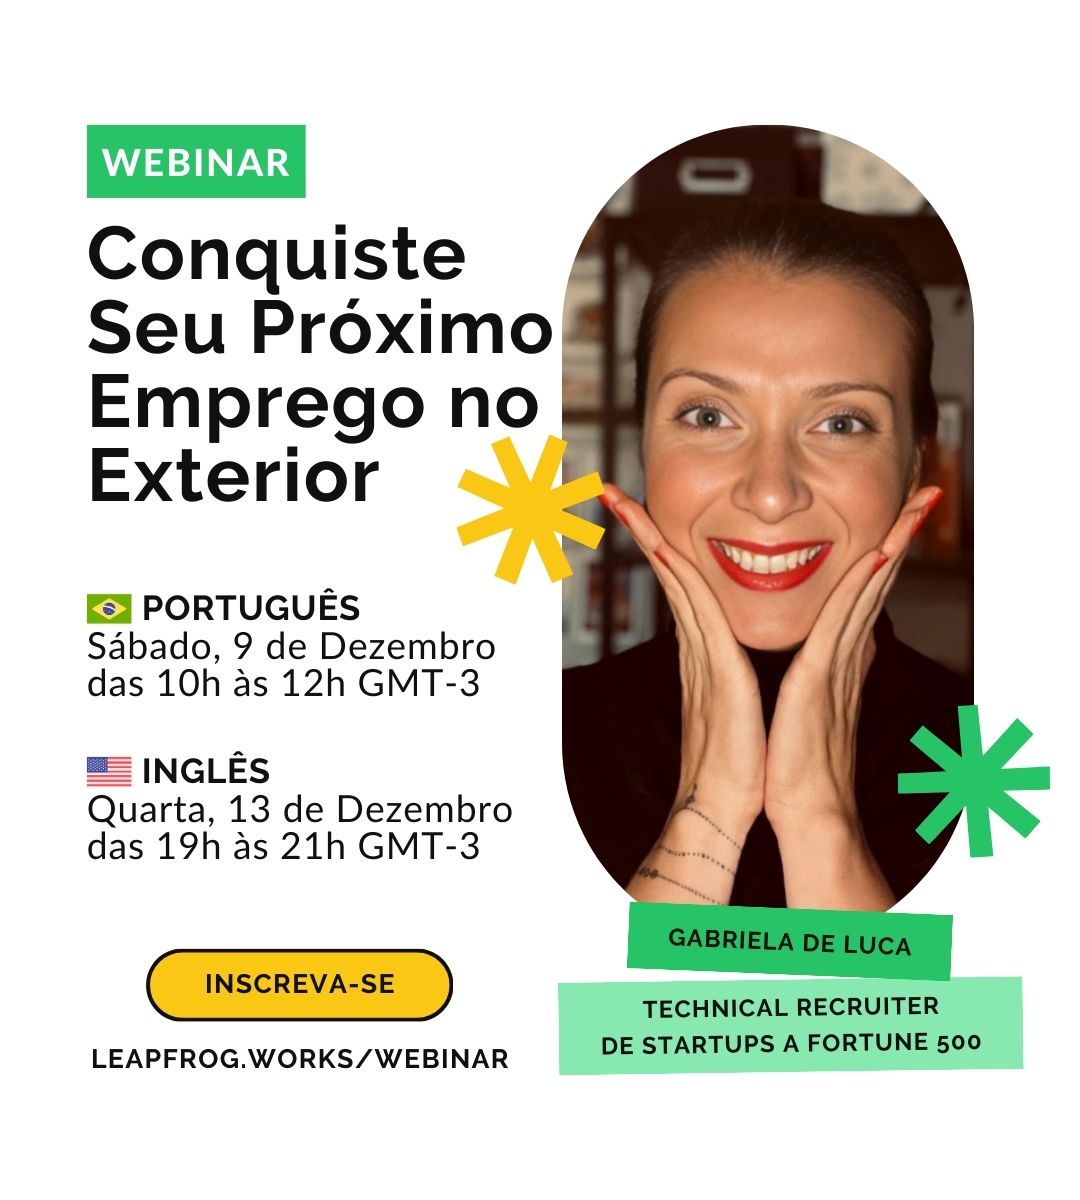 WEBINAR
Conquiste
Seu Próximo
Emprego no
Exterior
PORTUGUÊS
Sábado, 9 de Dezembro
das 10h às 12h GMT-3
INGLÊS
Quarta, 13 de Dezembro
das 19h às 21h GMT-3
INSCREVA-SE
LEAPFROG.WORKS/WEBINAR
GABRIELA DE LUCA
TECHNICAL RECRUITER
DE STARTUPS A FORTUNE 500